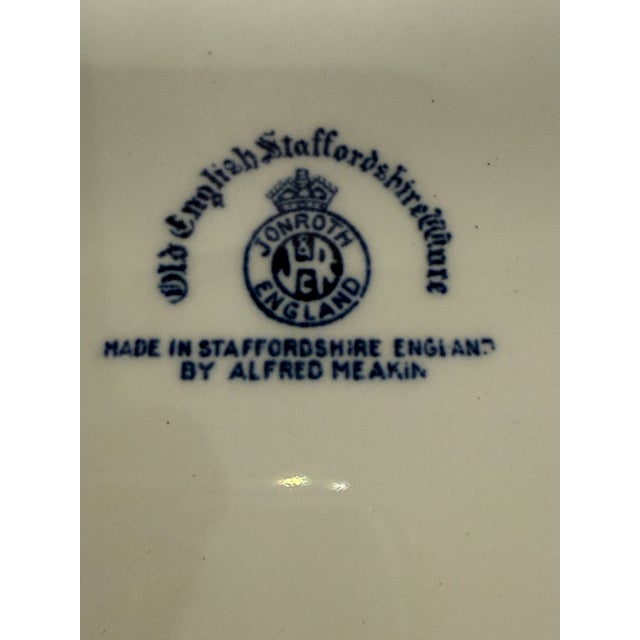 Old English Staffordshire Ware
JONROTH
ENGLAND
MADE IN STAFFORDSHIRE ENGLAND
BY ALFRED MEAKIN